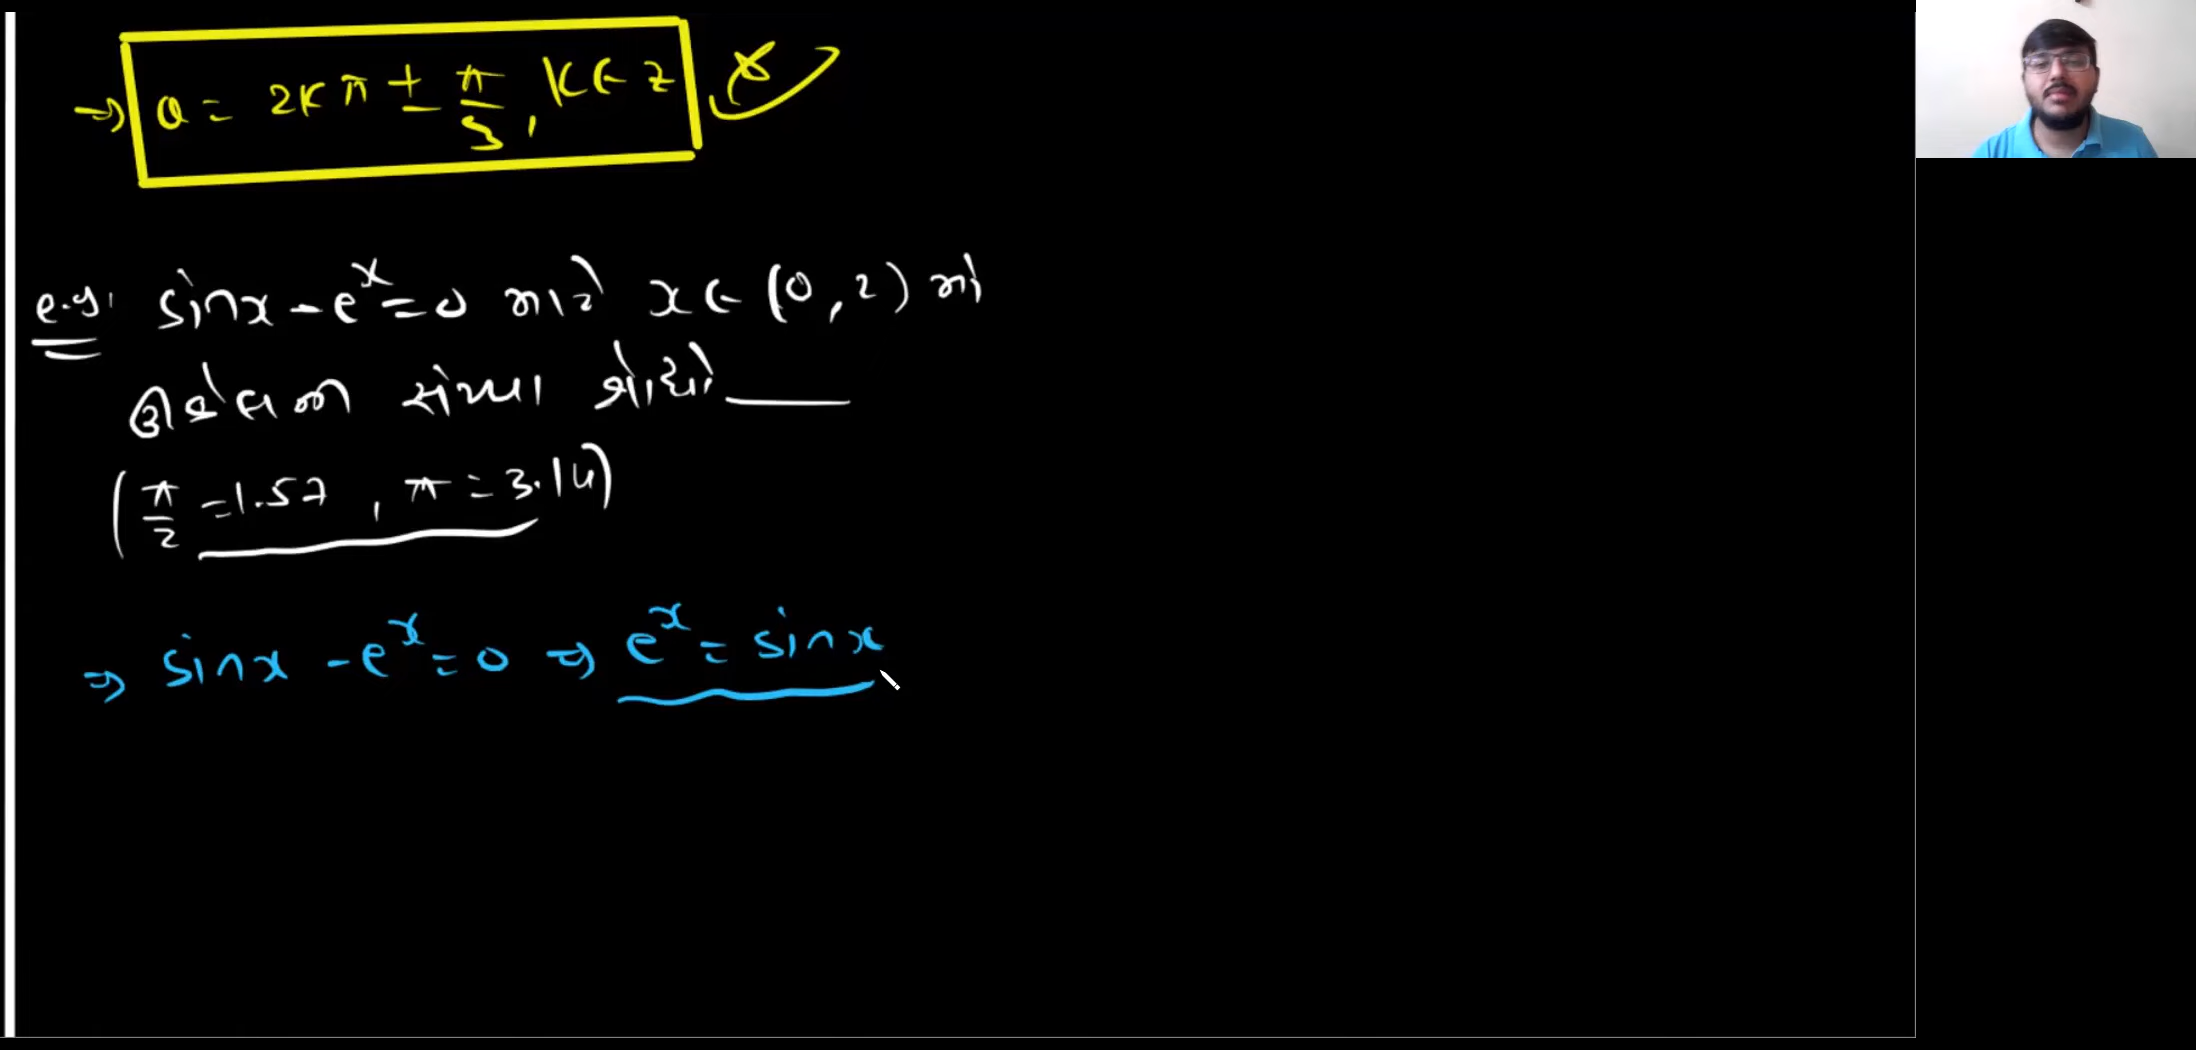 ⇒ θ = 2kπ ± π/3, k ∈ z
e.g. sinx - e^x = 0 માટે x ∈ (0, 2) માં
ઉકેલની સંખ્યા શોધો ____
(π/2 = 1.57, π = 3.14)
⇒ sinx - e^x = 0 ⇒ e^x = sinx